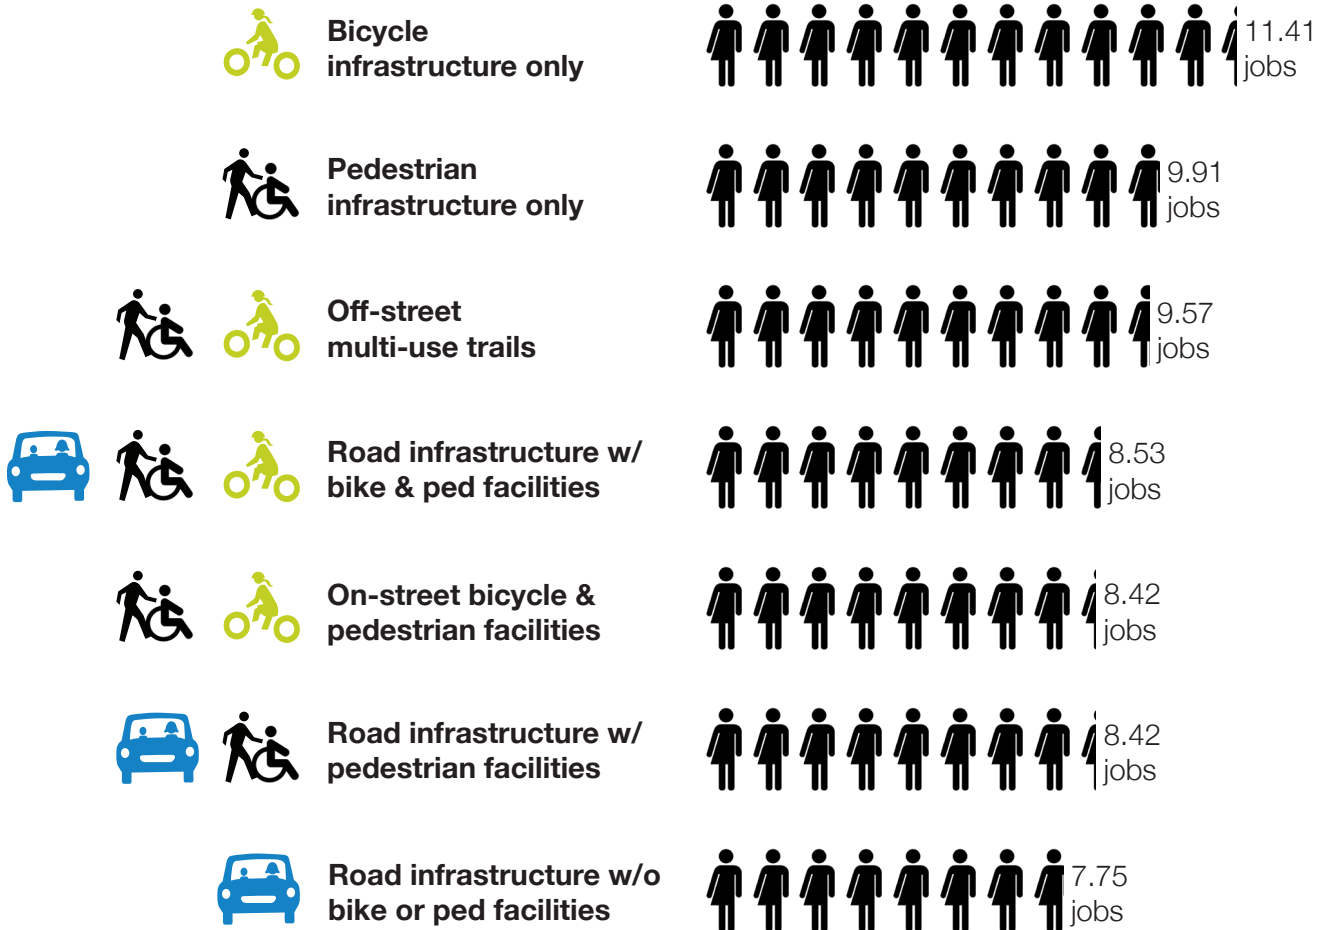 Bicycle
infrastructure only
11.41
jobs
Pedestrian
infrastructure only
9.91
jobs
Off-street
multi-use trails
9.57
jobs
Road infrastructure w/
bike & ped facilities
8.53
jobs
On-street bicycle &
pedestrian facilities
8.42
jobs
Road infrastructure w/
pedestrian facilities
8.42
jobs
Road infrastructure w/o
bike or ped facilities
7.75
jobs